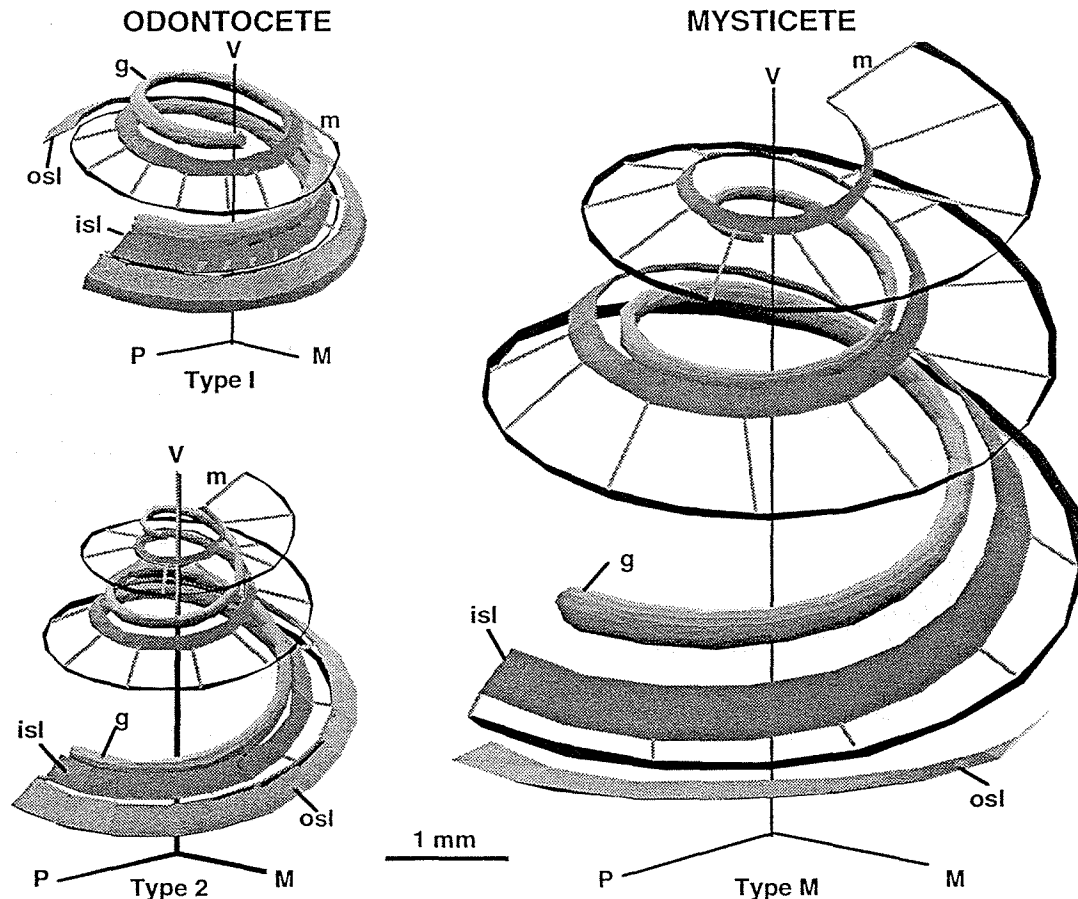 ODONTOCETE
V
g
m
osl
isl
P
M
Type I
V
m
isl
g
osl
P
M
Type 2
1 mm
MYSTICETE
V
m
g
isl
osl
P
M
Type M